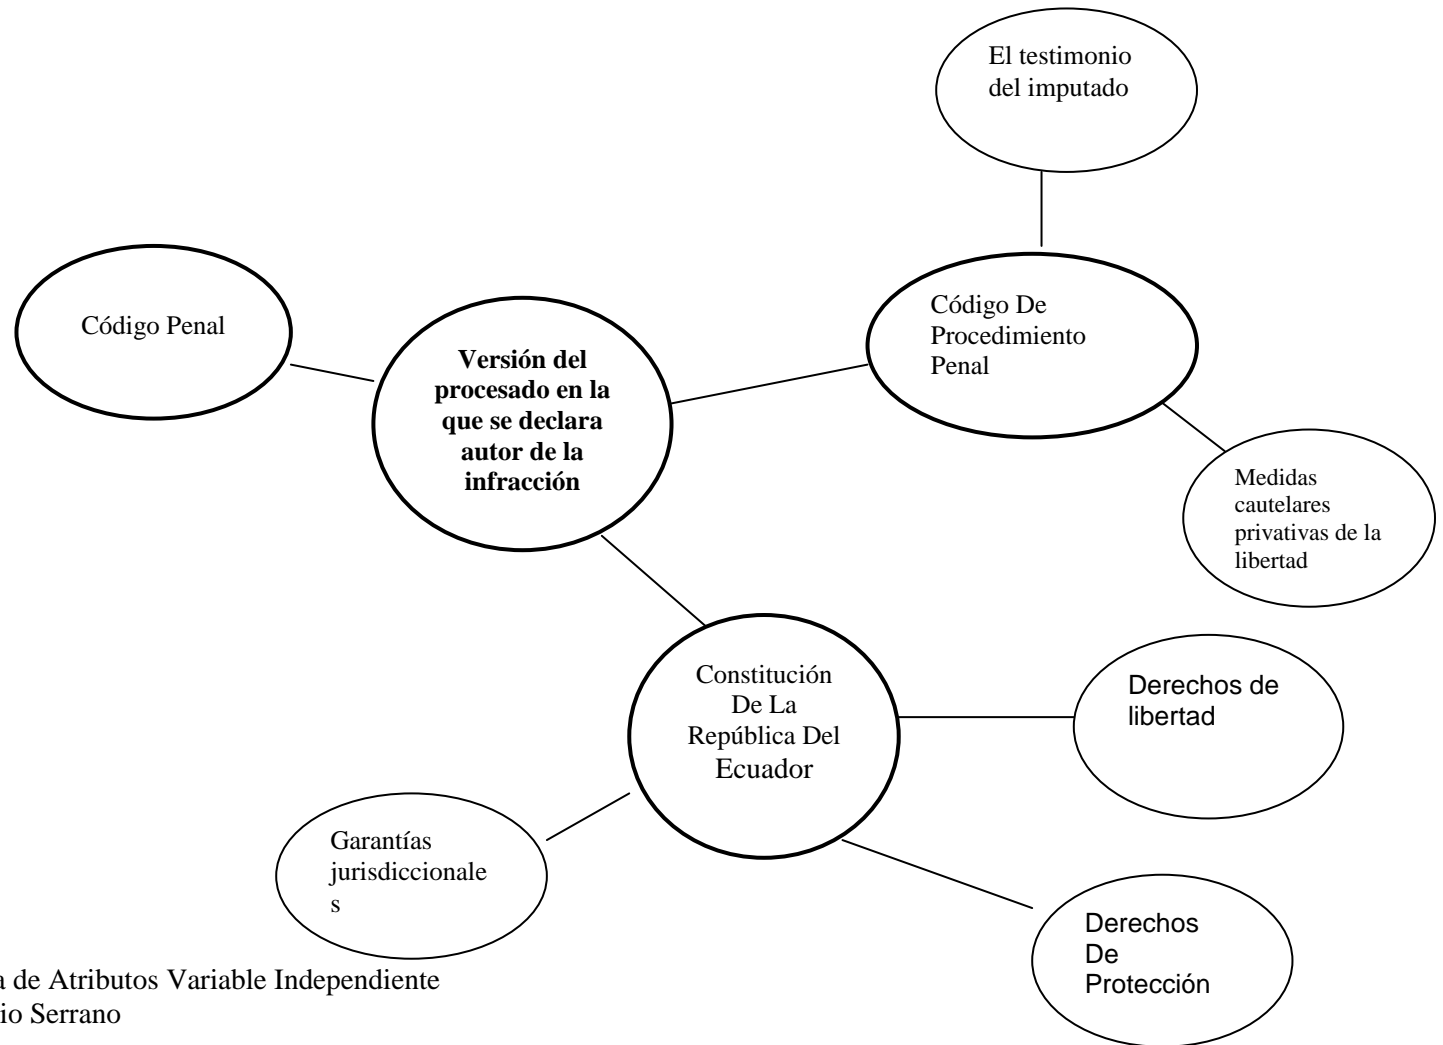 El testimonio
del imputado
Código Penal
Versión del
procesado en la
que se declara
autor de la
infracción
Código De
Procedimiento
Penal
Medidas
cautelares
privativas de la
libertad
Constitución
De La
República Del
Ecuador
Derechos de
libertad
Garantías
jurisdiccionale
s
Derechos
De
Protección
a de Atributos Variable Independiente
io Serrano